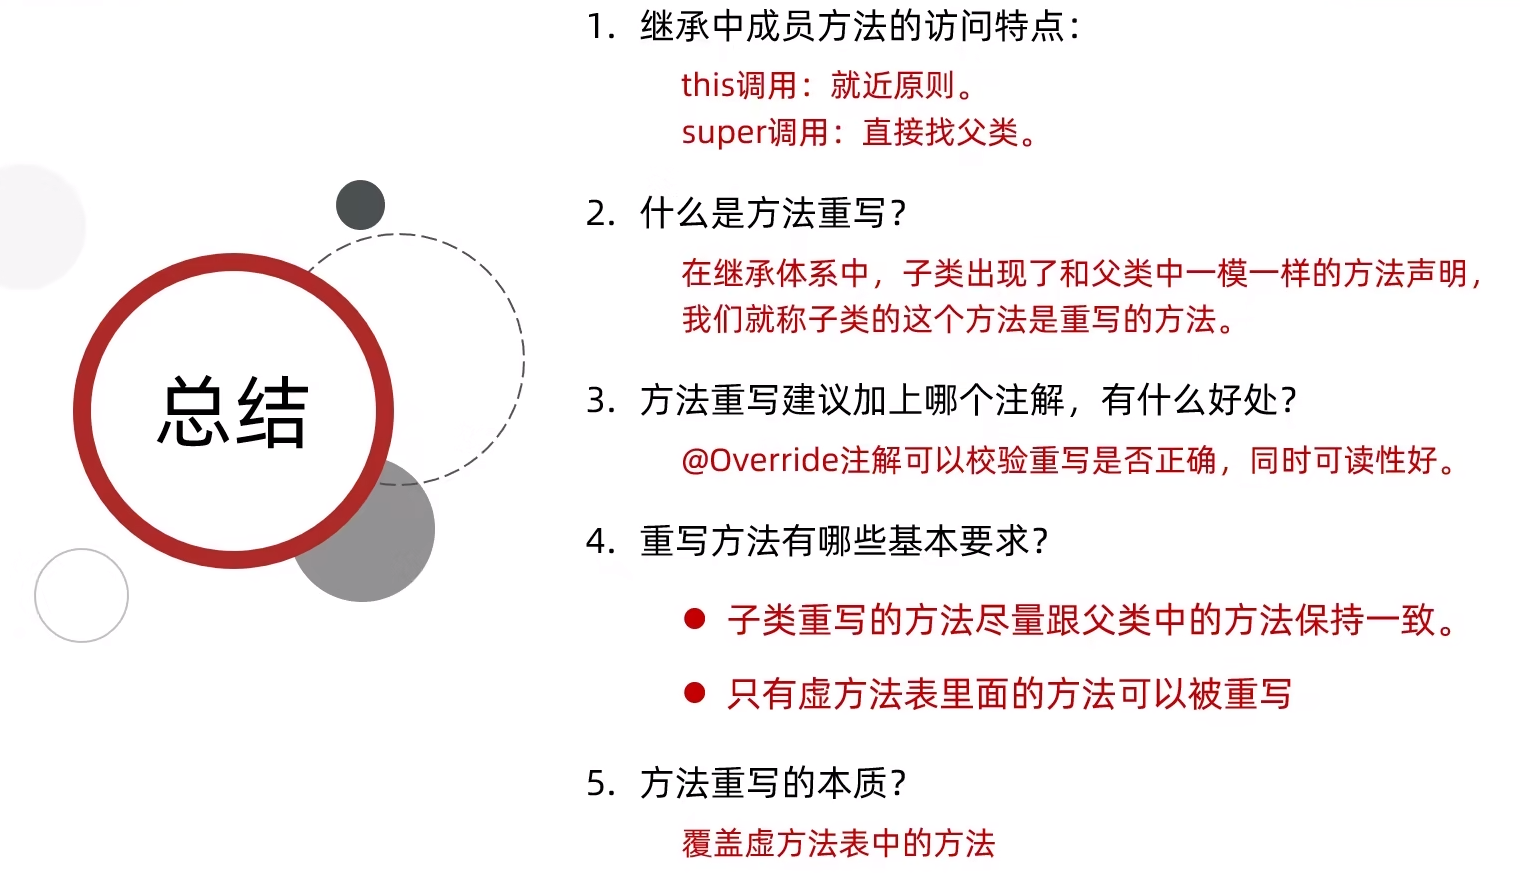 总结
1. 继承中成员方法的访问特点：
this调用：就近原则。
super调用：直接找父类。
2. 什么是方法重写？
在继承体系中，子类出现了和父类中一模一样的方法声明，
我们就称子类的这个方法是重写的方法。
3. 方法重写建议加上哪个注解，有什么好处？
@Override注解可以校验重写是否正确，同时可读性好。
4. 重写方法有哪些基本要求？
● 子类重写的方法尽量跟父类中的方法保持一致。
● 只有虚方法表里面的方法可以被重写
5. 方法重写的本质？
覆盖虚方法表中的方法